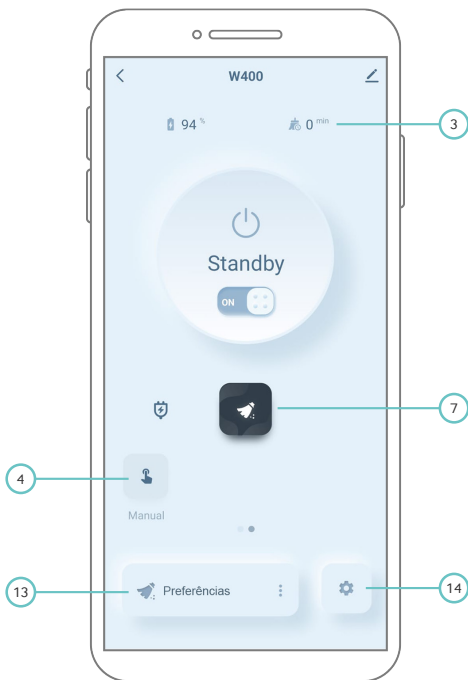 W400
94 %
0 min
3
Standby
ON
7
4
Manual
13
Preferências
14